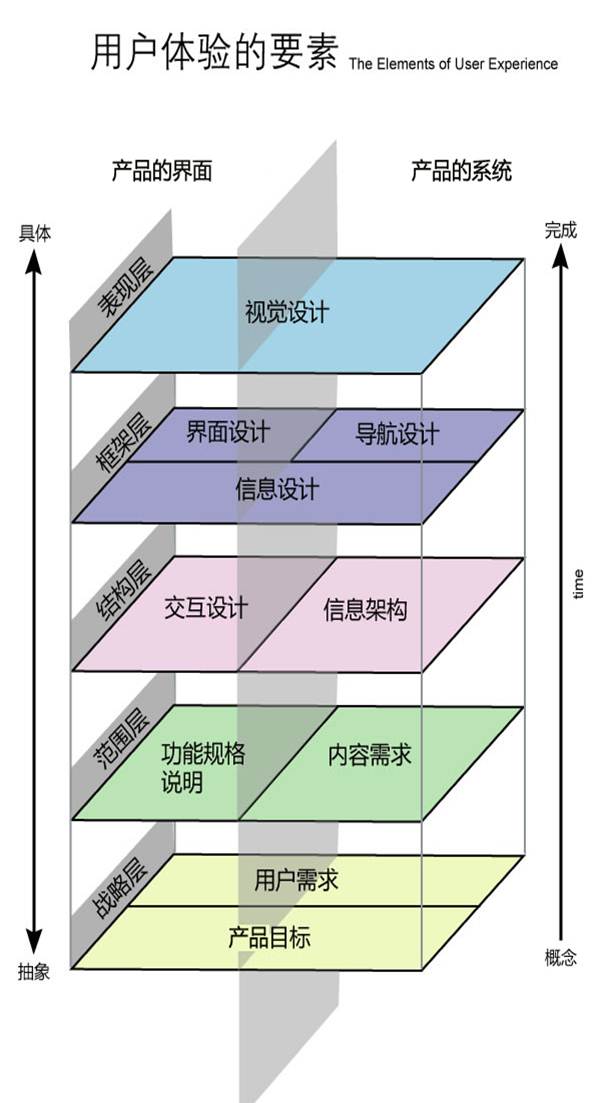 用户体验的要素 The Elements of User Experience
产品的界面
产品的系统
具体
完成
表现层
视觉设计
框架层
界面设计
导航设计
信息设计
结构层
交互设计
信息架构
time
范围层
功能规格
说明
内容需求
战略层
用户需求
产品目标
抽象
概念